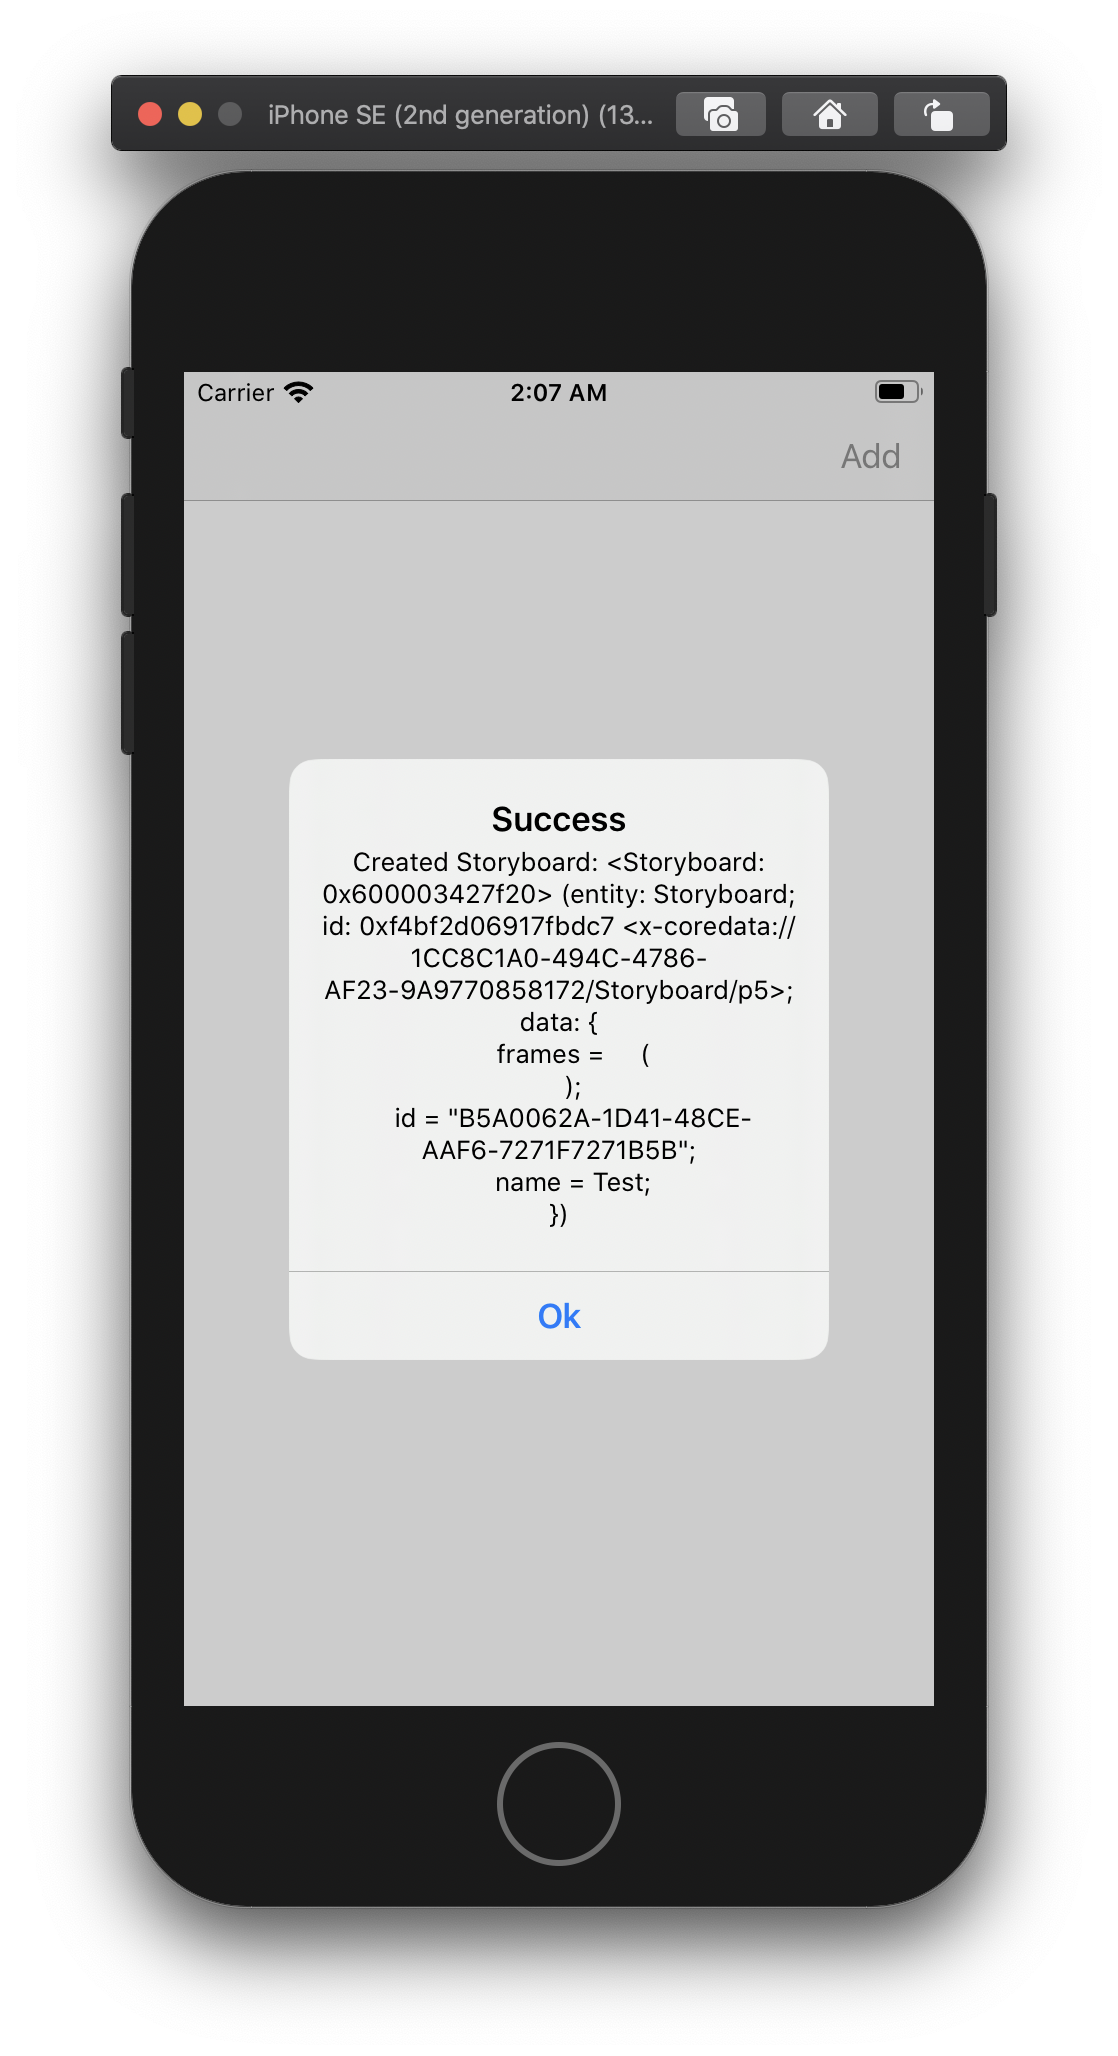 iPhone SE (2nd generation) (13...
Carrier
2:07 AM
Add
Success
Created Storyboard: <Storyboard:
0x600003427f20> (entity: Storyboard;
id: 0xf4bf2d06917fbdc7 <x-coredata://
1CC8C1A0-494C-4786-
AF23-9A9770858172/Storyboard/p5>;
data: {
frames =     (
);
id = "B5A0062A-1D41-48CE-
AAF6-7271F7271B5B";
name = Test;
})
Ok